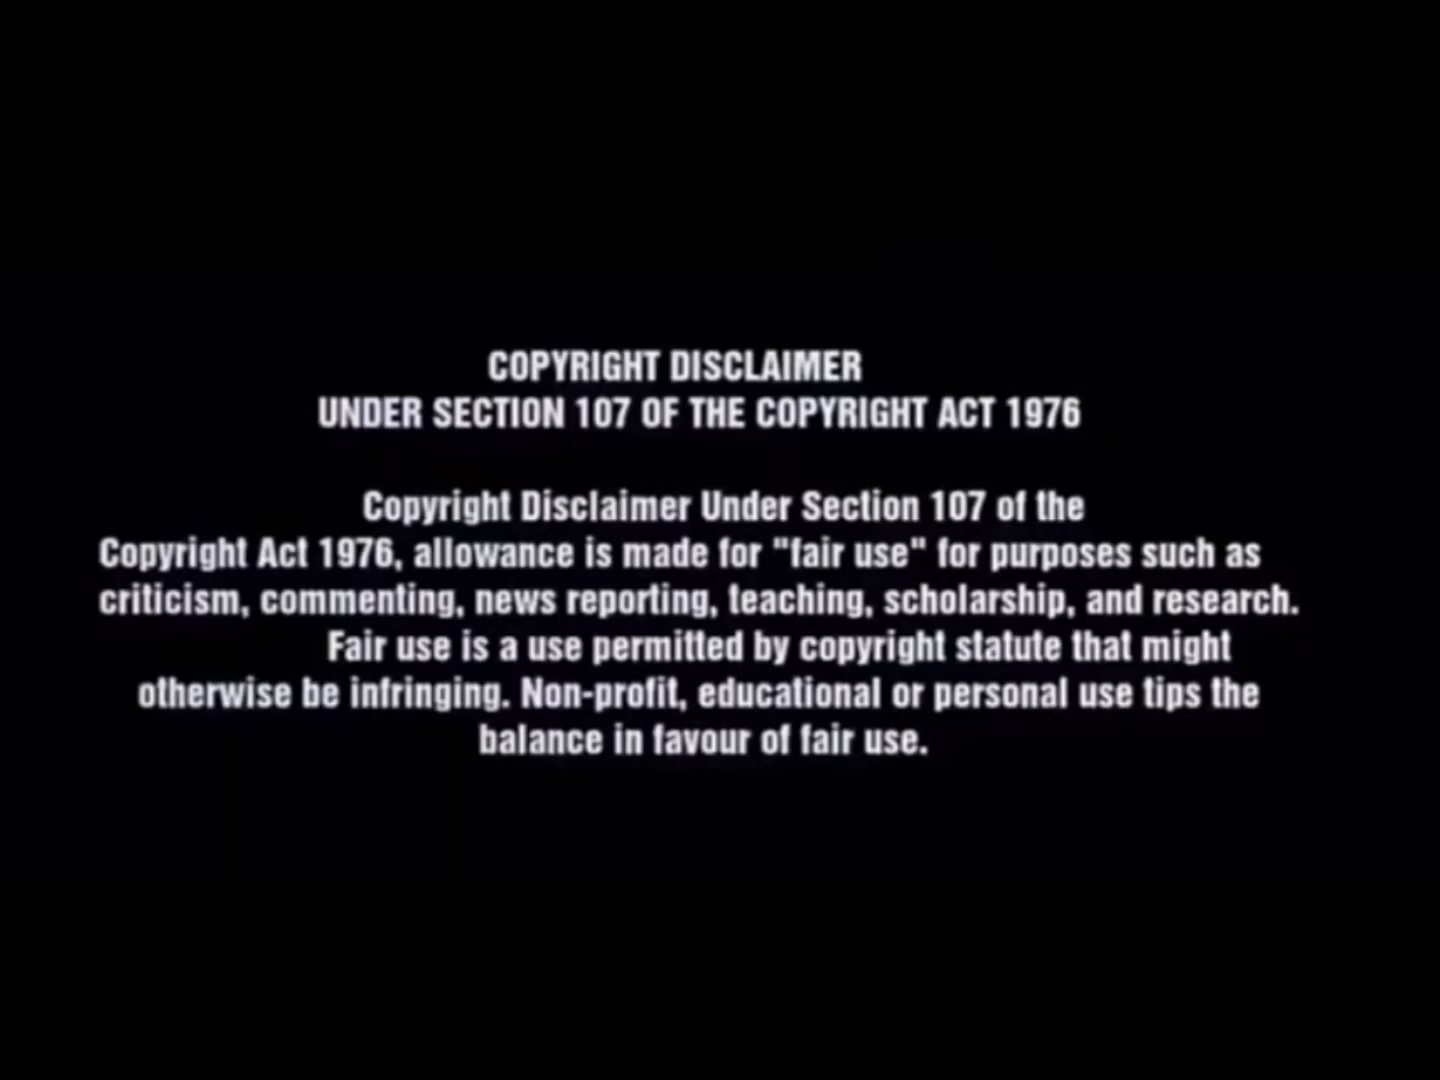 COPYRIGHT DISCLAIMER
UNDER SECTION 107 OF THE COPYRIGHT ACT 1976
Copyright Disclaimer Under Section 107 of the
Copyright Act 1976, allowance is made for "fair use" for purposes such as
criticism, commenting, news reporting, teaching, scholarship, and research.
Fair use is a use permitted by copyright statute that might
otherwise be infringing. Non-profit, educational or personal use tips the
balance in favour of fair use.